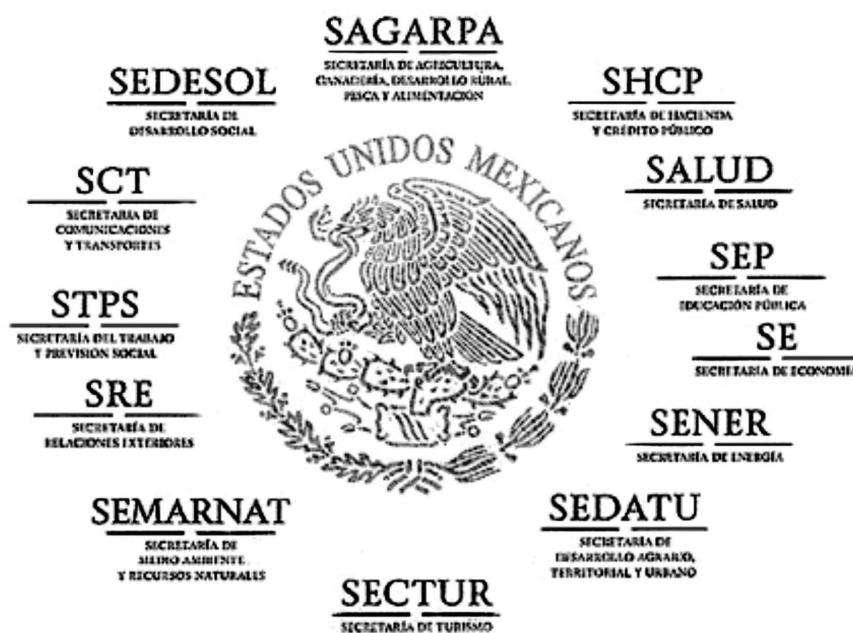 SAGARPA
SECRETARÍA DE AGRICULTURA,
GANADERÍA, DESARROLLO RURAL,
PESCA Y ALIMENTACIÓN
SEDESOL
SECRETARÍA DE
DESARROLLO SOCIAL
SHCP
SECRETARÍA DE HACIENDA
Y CRÉDITO PÚBLICO
ESTADOS UNIDOS MEXICANOS
SCT
SECRETARÍA DE
COMUNICACIONES
Y TRANSPORTES
SALUD
SECRETARÍA DE SALUD
SEP
SECRETARÍA DE
EDUCACIÓN PÚBLICA
STPS
SECRETARÍA DEL TRABAJO
Y PREVISIÓN SOCIAL
SE
SECRETARÍA DE ECONOMÍA
SRE
SECRETARÍA DE
RELACIONES EXTERIORES
SENER
SECRETARÍA DE ENERGÍA
SEMARNAT
SECRETARÍA DE
MEDIO AMBIENTE
Y RECURSOS NATURALES
SEDATU
SECRETARÍA DE
DESARROLLO AGRARIO,
TERRITORIAL Y URBANO
SECTUR
SECRETARÍA DE TURISMO